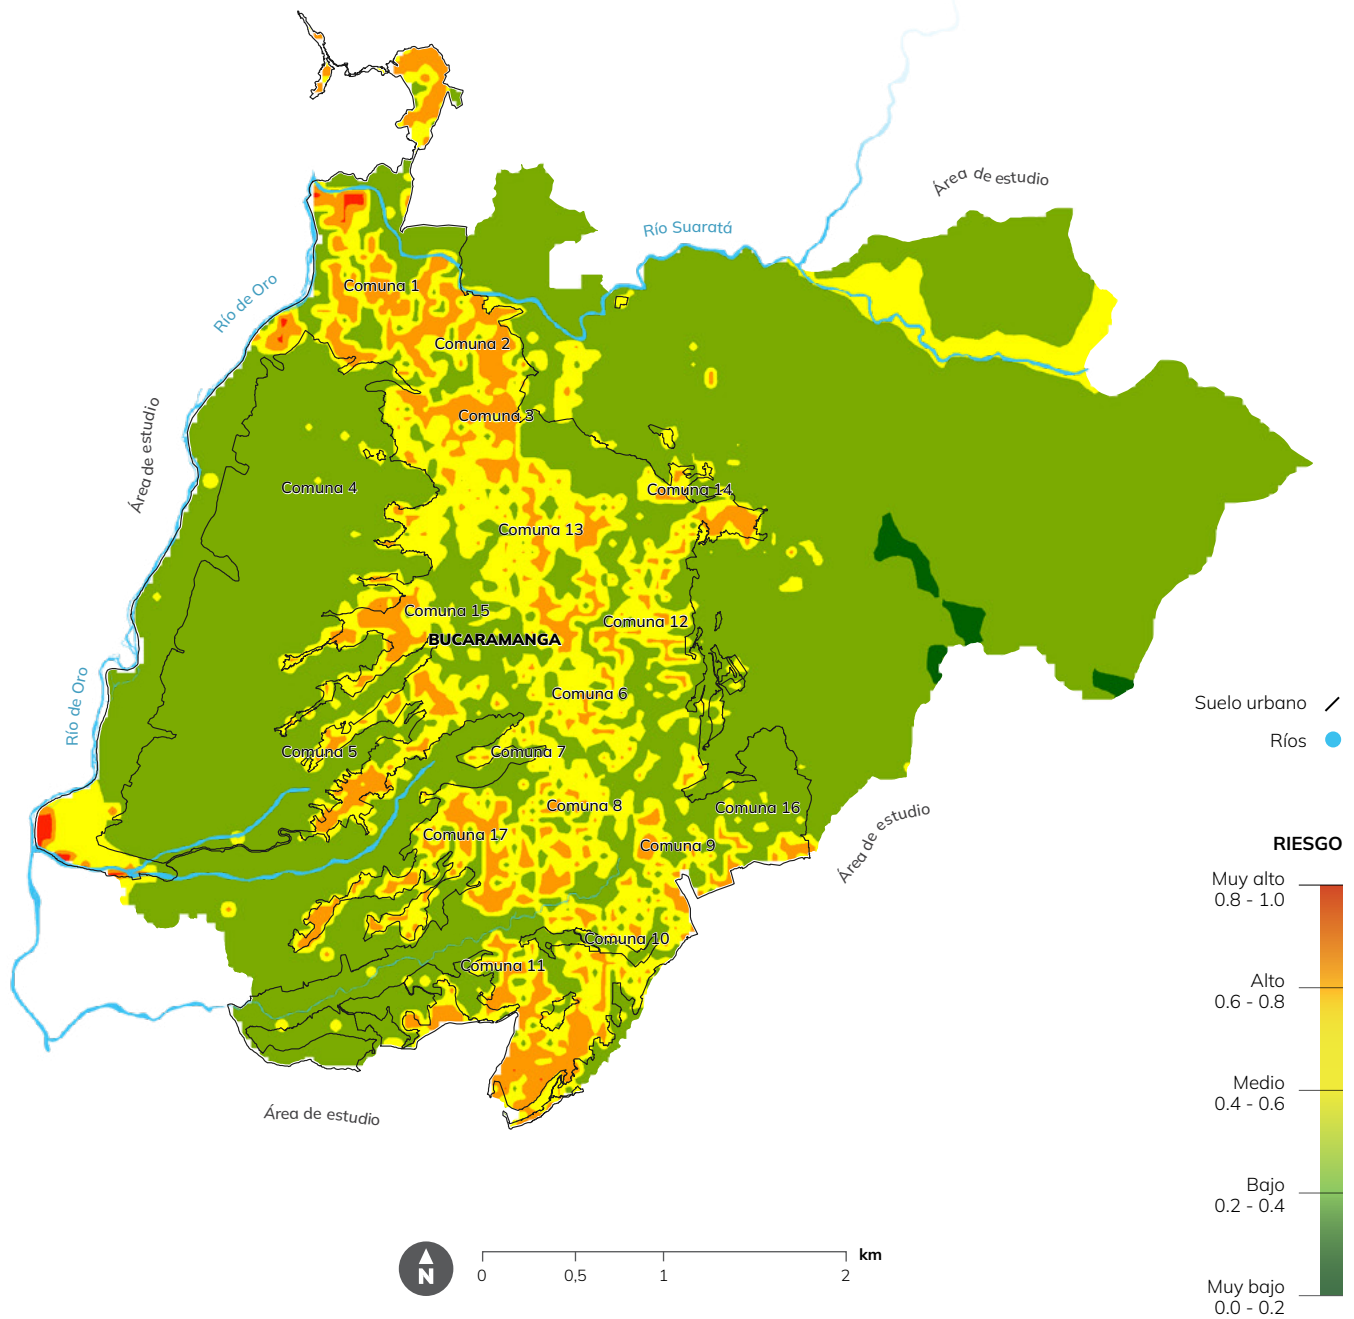 Área de estudio
Río Suaratá
Río de Oro
Comuna 1
Comuna 2
Comuna 3
Área de estudio
Comuna 4
Comuna 14
Comuna 13
Comuna 15
Comuna 12
BUCARAMANGA
Río de Oro
Comuna 6
Comuna 5
Comuna 7
Comuna 8
Comuna 16
Comuna 17
Comuna 9
Área de estudio
Comuna 10
Comuna 11
Área de estudio
Suelo urbano
Ríos
RIESGO
Muy alto
0.8 - 1.0
Alto
0.6 - 0.8
Medio
0.4 - 0.6
Bajo
0.2 - 0.4
Muy bajo
0.0 - 0.2
N
km
0 0,5 1 2